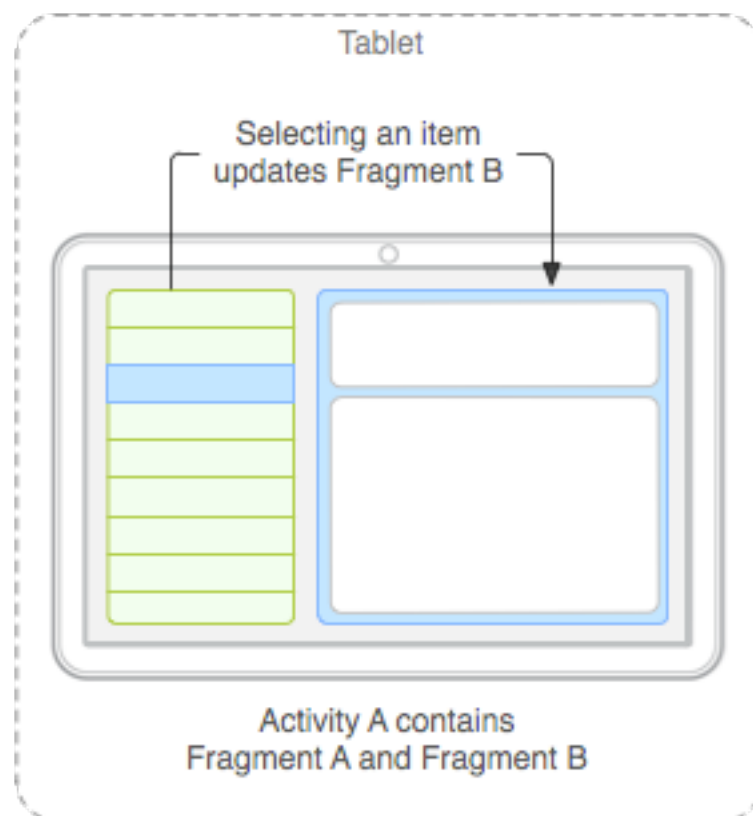 Tablet
Selecting an item
updates Fragment B
Activity A contains
Fragment A and Fragment B